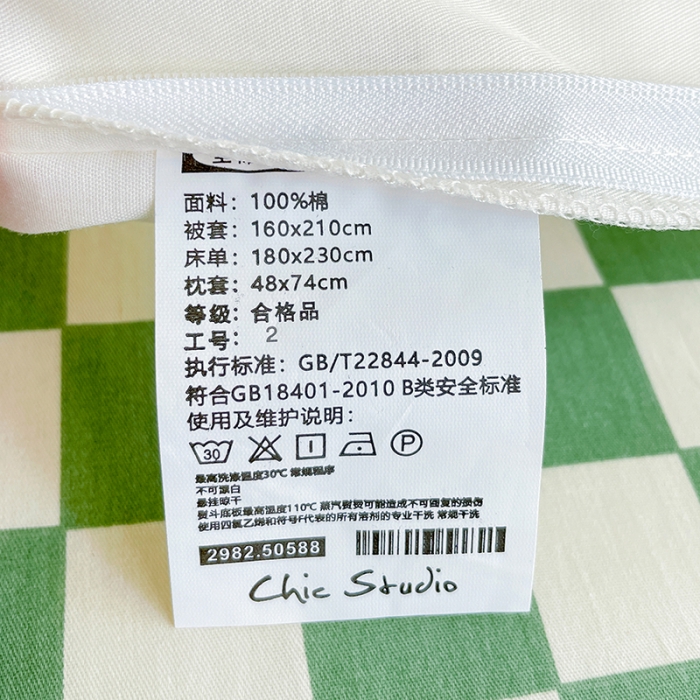 面料：100%棉
被套：160x210cm
床单：180x230cm
枕套：48x74cm
等级：合格品
工号： 2
执行标准：GB/T22844-2009
符合GB18401-2010 B类安全标准
使用及维护说明：
30 P
最高洗涤温度30℃ 常规程序
不可漂白
悬挂晾干
熨斗底板最高温度110℃ 蒸汽熨烫可能造成不可回复的损伤
使用四氯乙烯和符号F代表的所有溶剂的专业干洗 常规干洗
2982.50588
Chic Studio